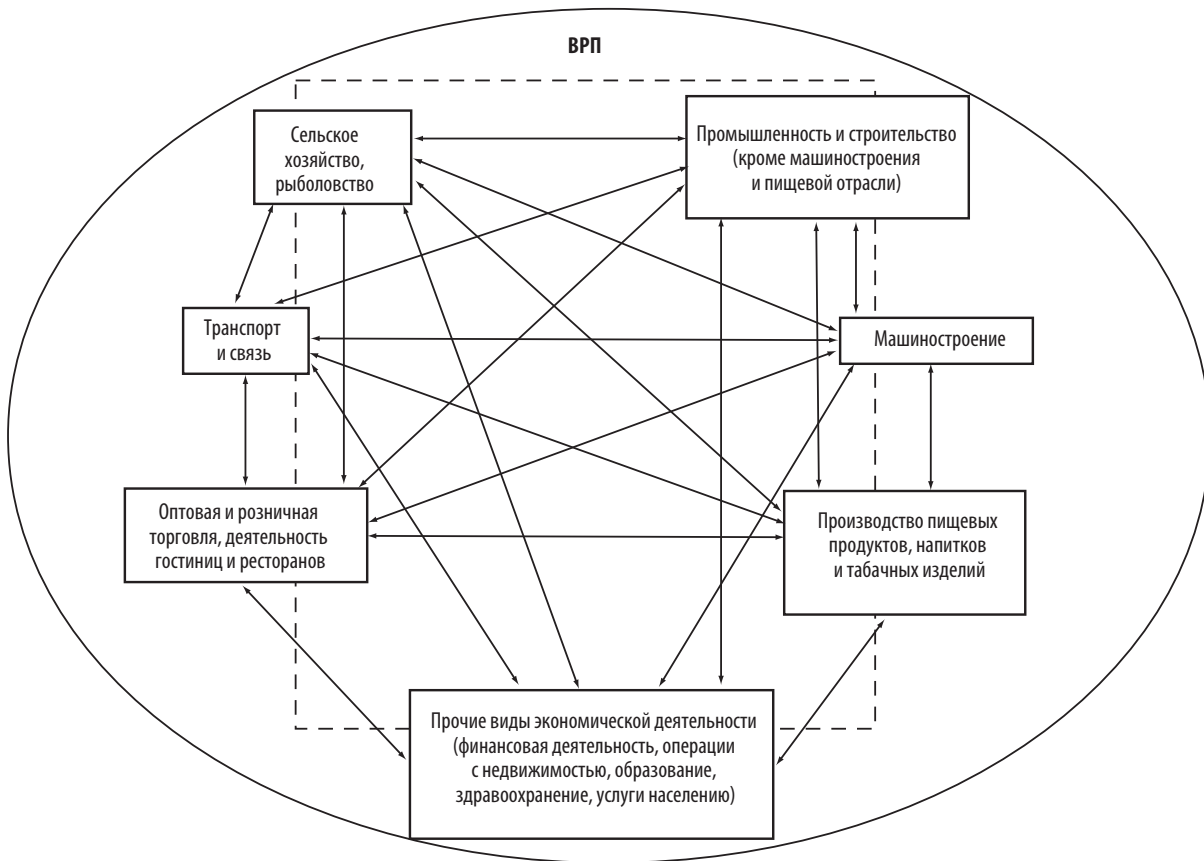 ВРП
Сельское
хозяйство,
рыболовство
Промышленность и строительство
(кроме машиностроения
и пищевой отрасли)
Транспорт
и связь
Машиностроение
Оптовая и розничная
торговля, деятельность
гостиниц и ресторанов
Производство пищевых
продуктов, напитков
и табачных изделий
Прочие виды экономической деятельности
(финансовая деятельность, операции
с недвижимостью, образование,
здравоохранение, услуги населению)